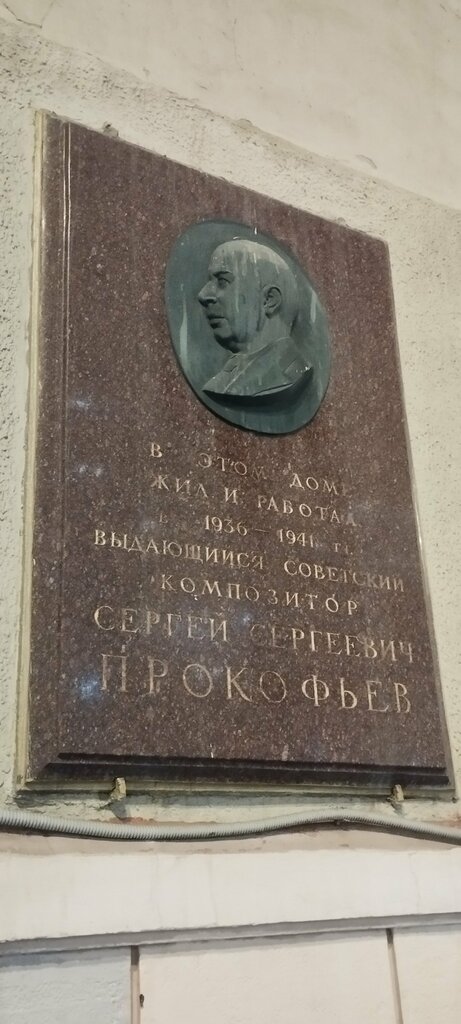 В ЭТОМ ДОМЕ
ЖИЛ И РАБОТАЛ
В 1936 — 1941 ГГ.
ВЫДАЮЩИЙСЯ СОВЕТСКИЙ
КОМПОЗИТОР
СЕРГЕЙ СЕРГЕЕВИЧ
ПРОКОФЬЕВ